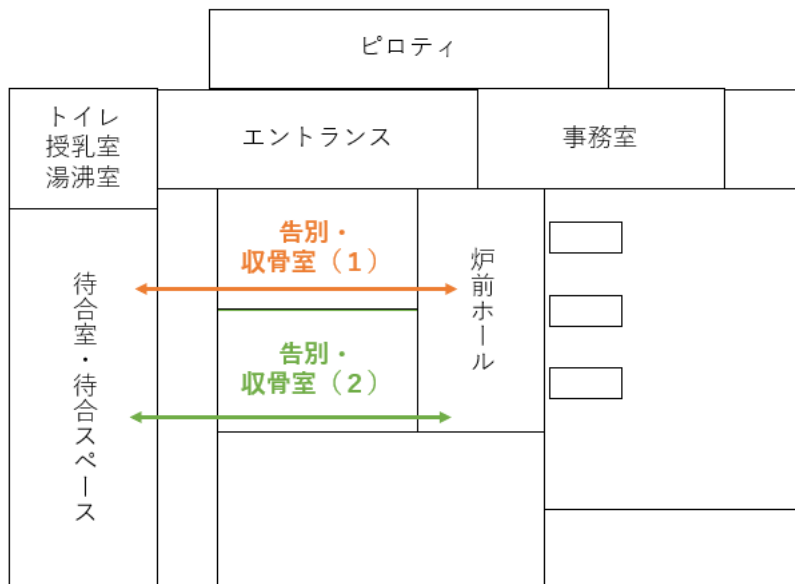 ピロティ
トイレ
授乳室
湯沸室
エントランス
事務室
告別・
収骨室（１）
炉前ホール
待合室・待合スペース
告別・
収骨室（２）